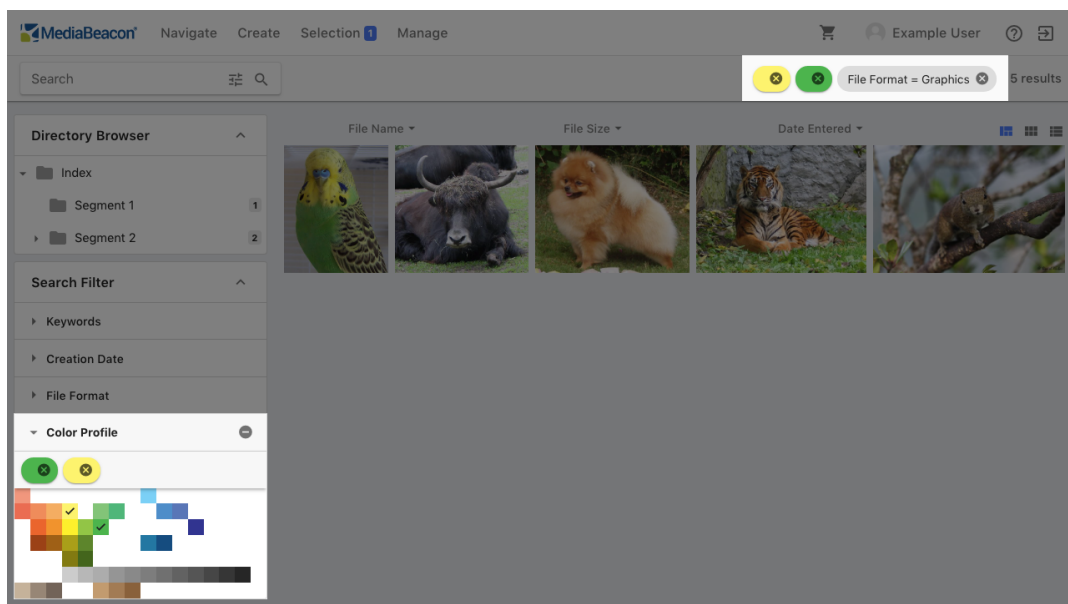 MediaBeacon® Navigate Create Selection 1 Manage Example User
Search File Format = Graphics 5 results
Directory Browser
Index
Segment 1 1
Segment 2 2
File Name File Size Date Entered
Search Filter
Keywords
Creation Date
File Format
Color Profile